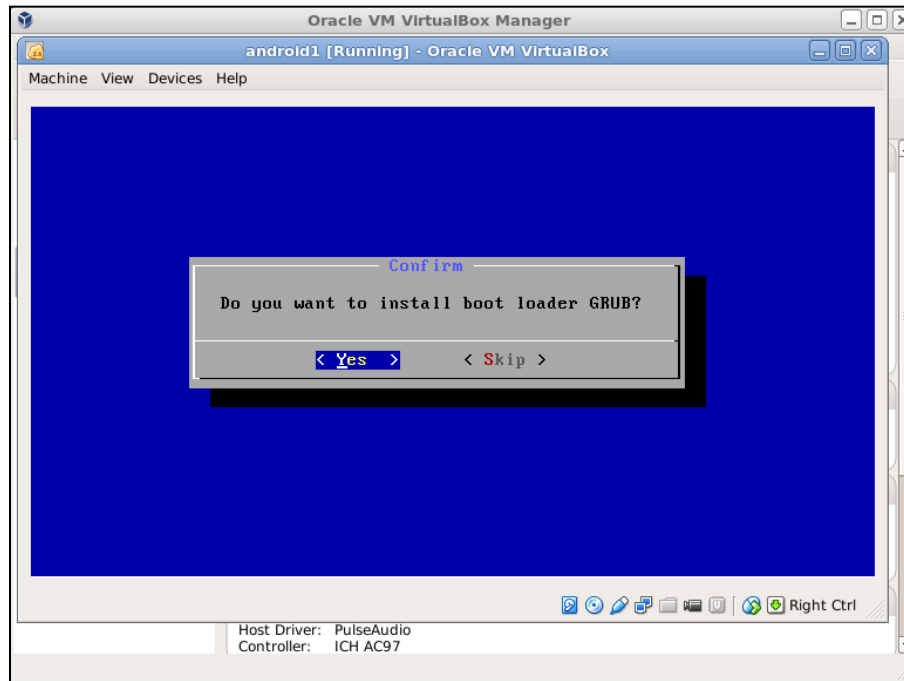 Oracle VM VirtualBox Manager
android1 [Running] - Oracle VM VirtualBox
Machine View Devices Help
Confirm
Do you want to install boot loader GRUB?
< Yes > < Skip >
Right Ctrl
Host Driver: PulseAudio
Controller: ICH AC97